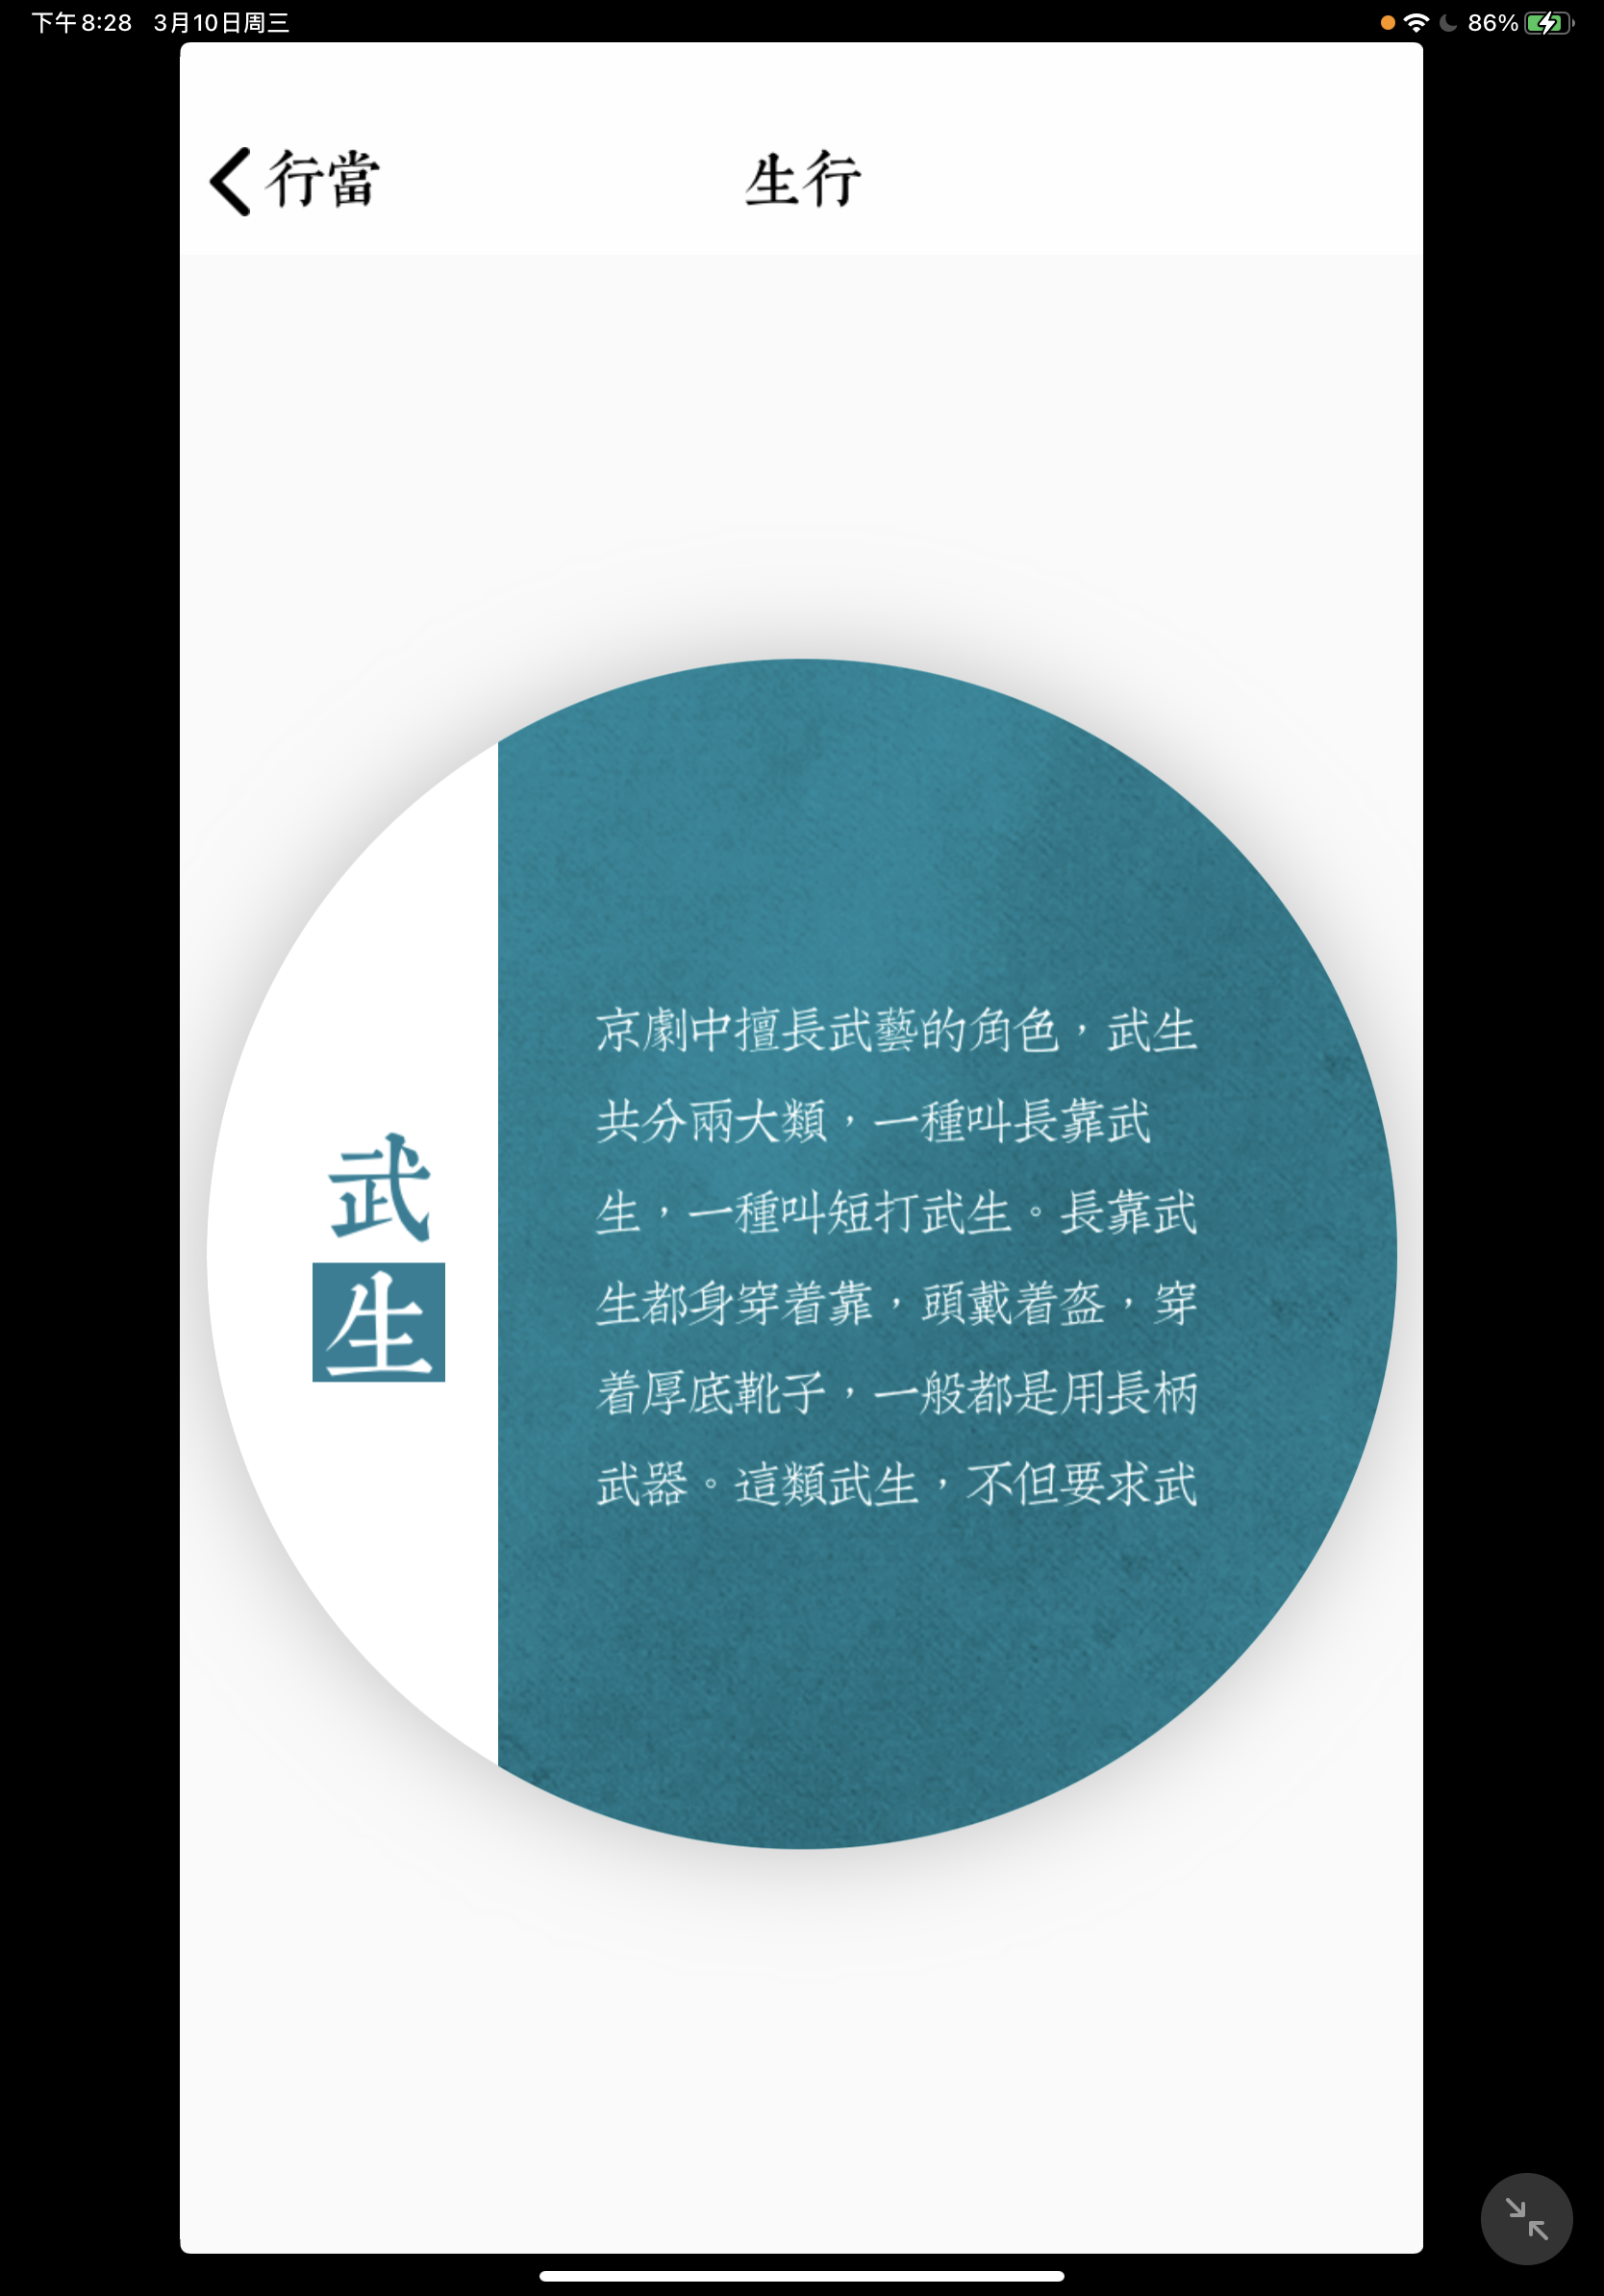 下午8:28 3月10日周三
86%
行當
生行
武
生
京劇中擅長武藝的角色，武生
共分兩大類，一種叫長靠武
生，一種叫短打武生。長靠武
生都身穿着靠，頭戴着盔，穿
着厚底靴子，一般都是用長柄
武器。這類武生，不但要求武